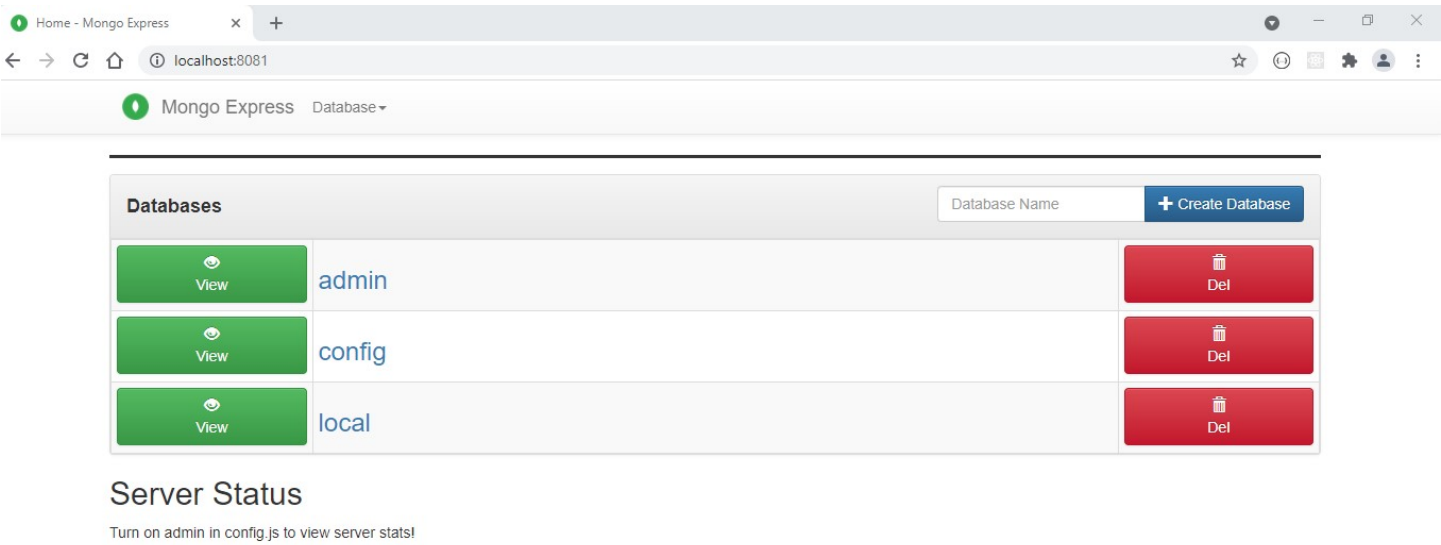 Home - Mongo Express
localhost:8081
Mongo Express Database
Databases
Database Name
Create Database
View
admin
Del
View
config
Del
View
local
Del
Server Status
Turn on admin in config.js to view server stats!